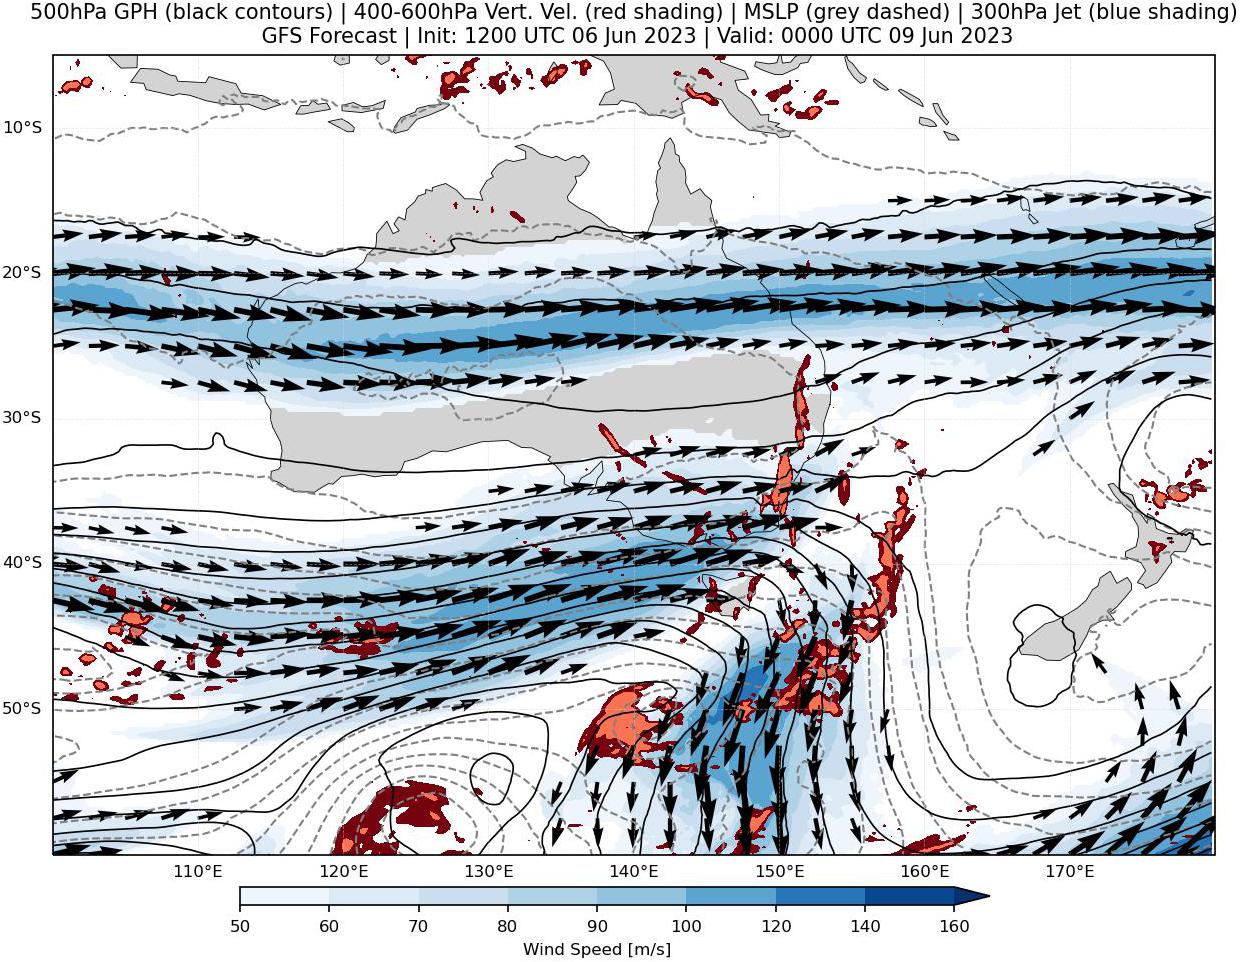 500hPa GPH (black contours) | 400-600hPa Vert. Vel. (red shading) | MSLP (grey dashed) | 300hPa Jet (blue shading)
GFS Forecast | Init: 1200 UTC 06 Jun 2023 | Valid: 0000 UTC 09 Jun 2023
10°S
20°S
30°S
40°S
50°S
110°E 120°E 130°E 140°E 150°E 160°E 170°E
50 60 70 80 90 100 120 140 160
Wind Speed [m/s]